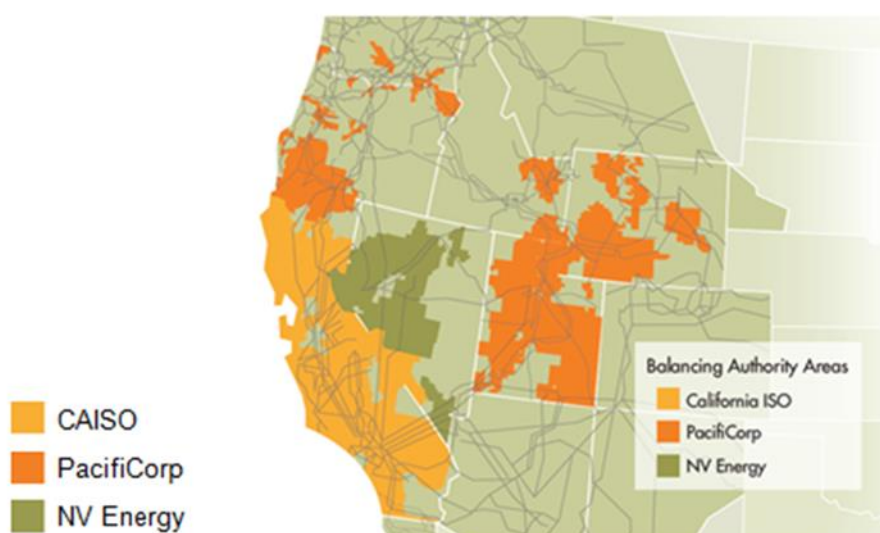 CAISO
PacifiCorp
NV Energy
Balancing Authority Areas
California ISO
PacifiCorp
NV Energy